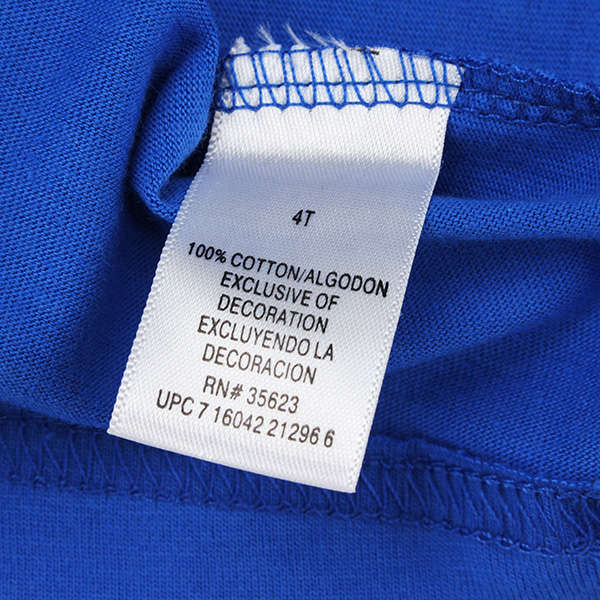 4T
100% COTTON/ALGODON
EXCLUSIVE OF
DECORATION
EXCLUYENDO LA
DECORACION
RN# 35623
UPC 7 16042 21296 6